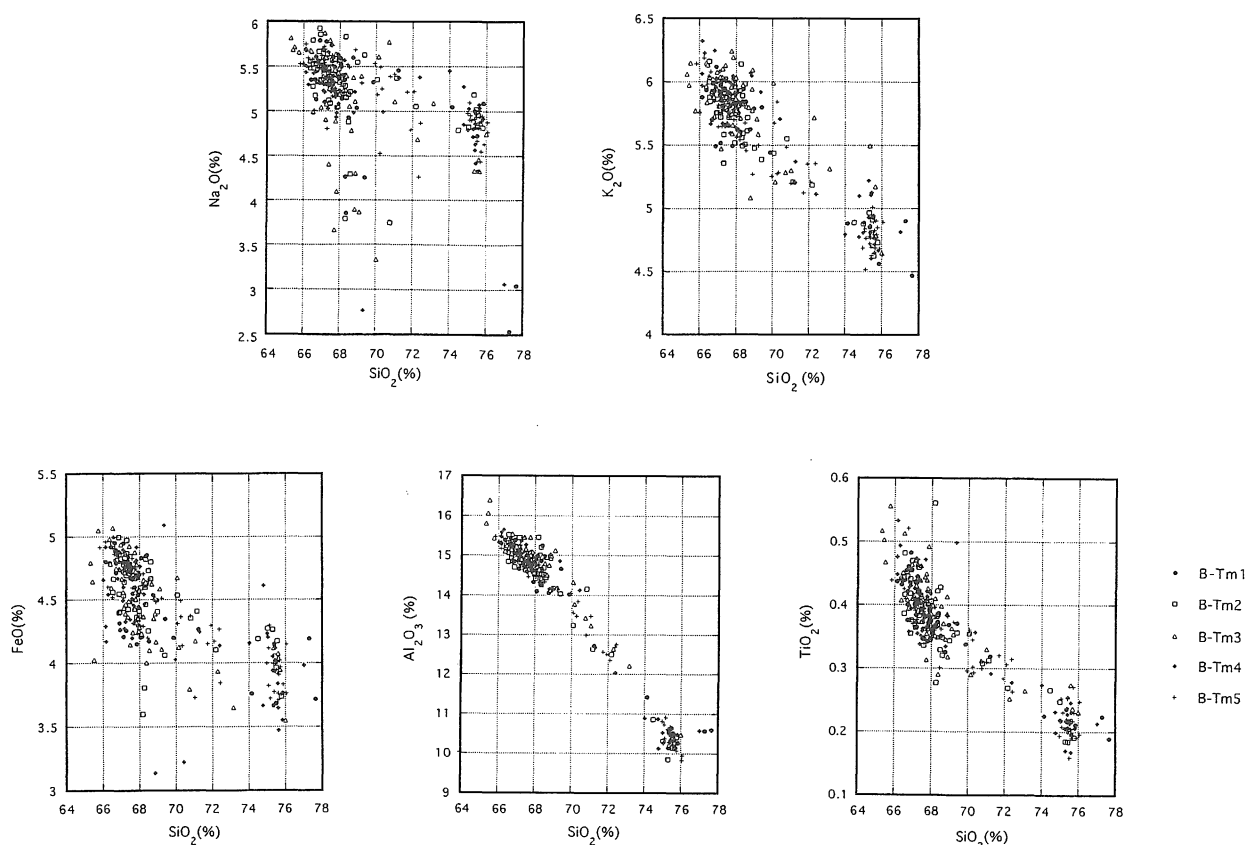 6
5.5
5
4.5
4
3.5
3
2.5
Na2O(%)
64 66 68 70 72 74 76 78
SiO2(%)
6.5
6
5.5
5
4.5
4
K2O(%)
64 66 68 70 72 74 76 78
SiO2(%)
5.5
5
4.5
4
3.5
3
FeO(%)
64 66 68 70 72 74 76 78
SiO2(%)
17
16
15
14
13
12
11
10
9
Al2O3 (%)
64 66 68 70 72 74 76 78
SiO2(%)
0.6
0.5
0.4
0.3
0.2
0.1
TiO2(%)
64 66 68 70 72 74 76 78
SiO2(%)
B-Tm1
B-Tm2
B-Tm3
B-Tm4
B-Tm5